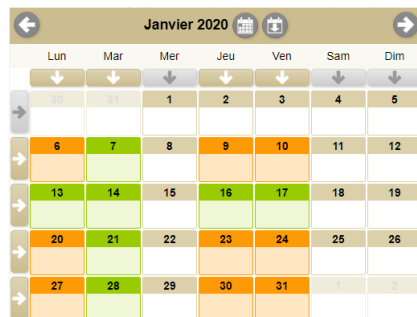 Janvier 2020
Lun Mar Mer Jeu Ven Sam Dim
30 31 1 2 3 4 5
6 7 8 9 10 11 12
13 14 15 16 17 18 19
20 21 22 23 24 25 26
27 28 29 30 31 1 2